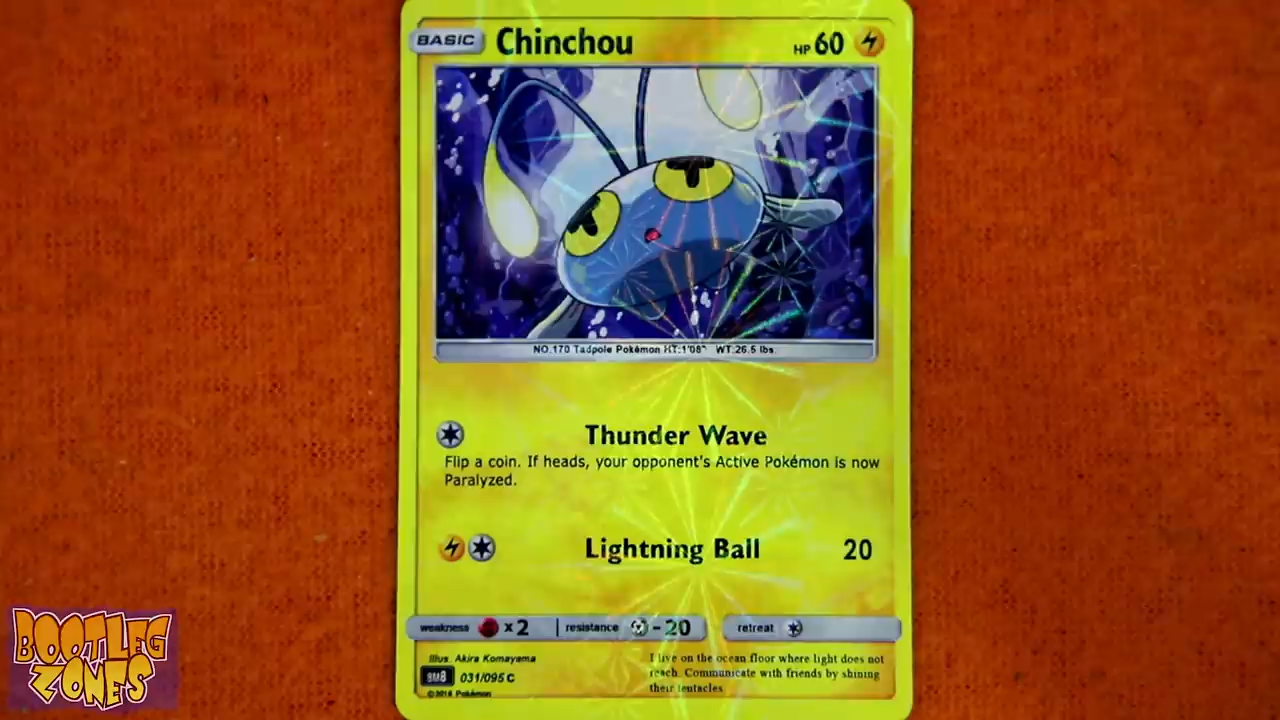 BASIC Chinchou HP 60
NO.170 Tadpole Pokémon HT:1'08" WT:26.5 lbs.
Thunder Wave
Flip a coin. If heads, your opponent's Active Pokémon is now
Paralyzed.
Lightning Ball 20
weakness x2 resistance -20 retreat
Illus. Akira Komayama
031/095 C
Pokémon
I live on the ocean floor where light does not
reach. Communicate with friends by shining
their tentacles
BOOTLEG
ZONES